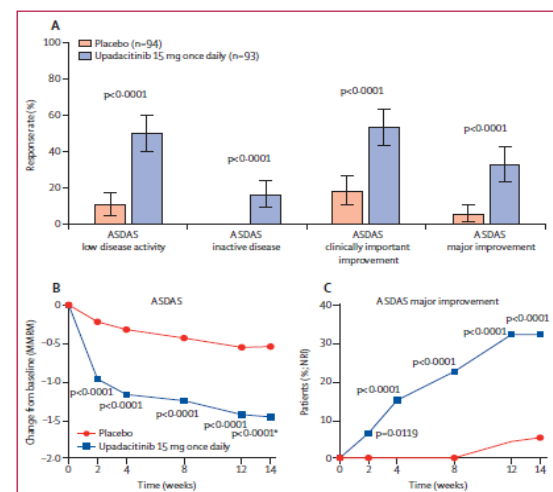 A
Placebo (n=94)
Upadacitinib 15 mg once daily (n=93)
Response rate (%)
100
80
60
40
20
0
p<0·0001
p<0·0001
p<0·0001
p<0·0001
ASDAS
low disease activity
ASDAS
inactive disease
ASDAS
clinically important
improvement
ASDAS
major improvement
B
ASDAS
Change from baseline (MMRM)
0
–0·5
–1·0
–1·5
–2·0
p<0·0001
p<0·0001
p<0·0001
p<0·0001
p<0·0001*
Placebo
Upadacitinib 15 mg once daily
0
2
4
8
12
14
Time (weeks)
C
ASDAS major improvement
Patients (%; NRI)
40
30
20
10
0
p=0·0119
p<0·0001
p<0·0001
p<0·0001
p<0·0001
0
2
4
8
12
14
Time (weeks)